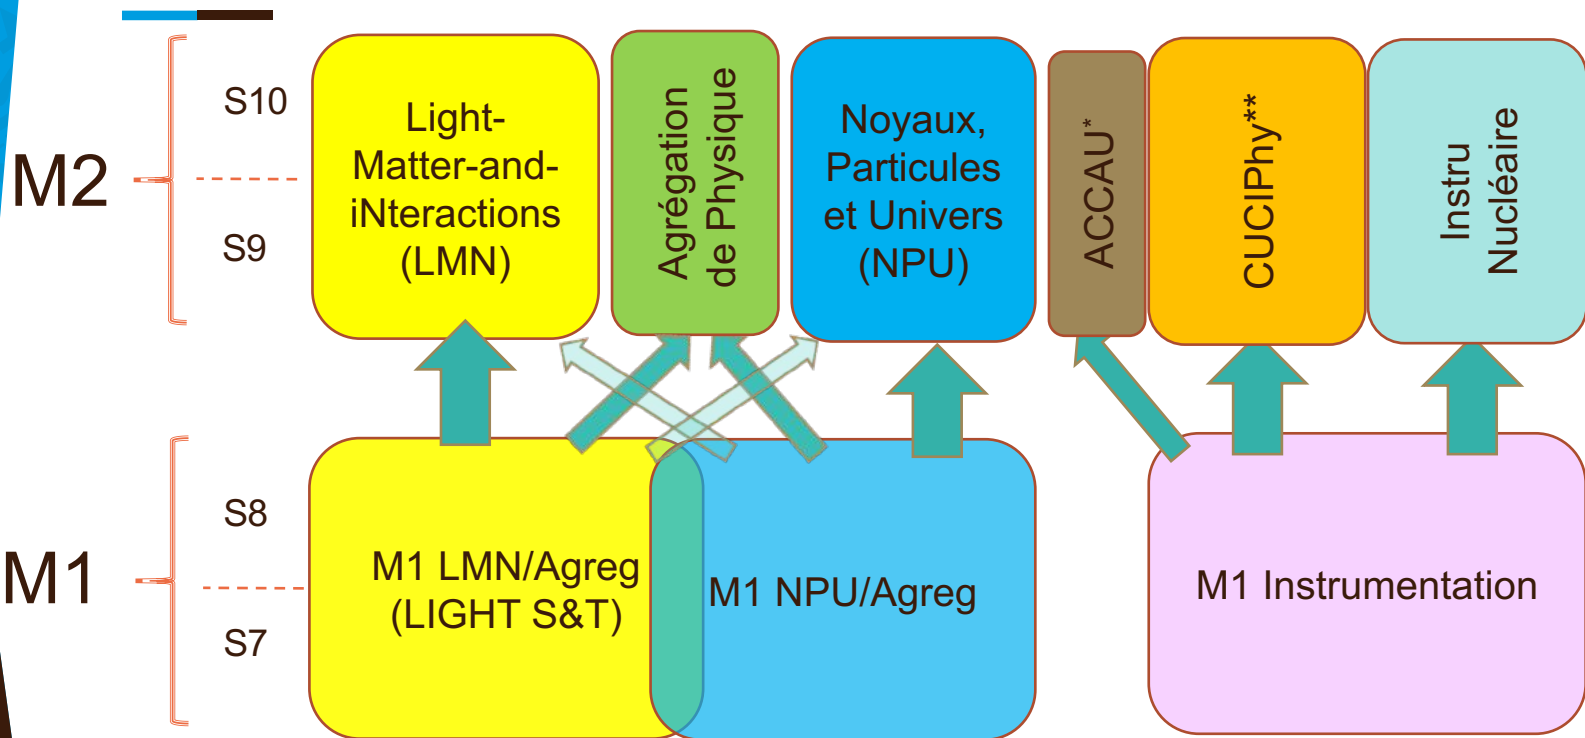 M2
S10
S9
Light-
Matter-and-
iNteractions
(LMN)
Agrégation
de Physique
Noyaux,
Particules
et Univers
(NPU)
ACCAU*
CUCIPhy**
Instru
Nucléaire
M1
S8
S7
M1 LMN/Agreg
(LIGHT S&T)
M1 NPU/Agreg
M1 Instrumentation